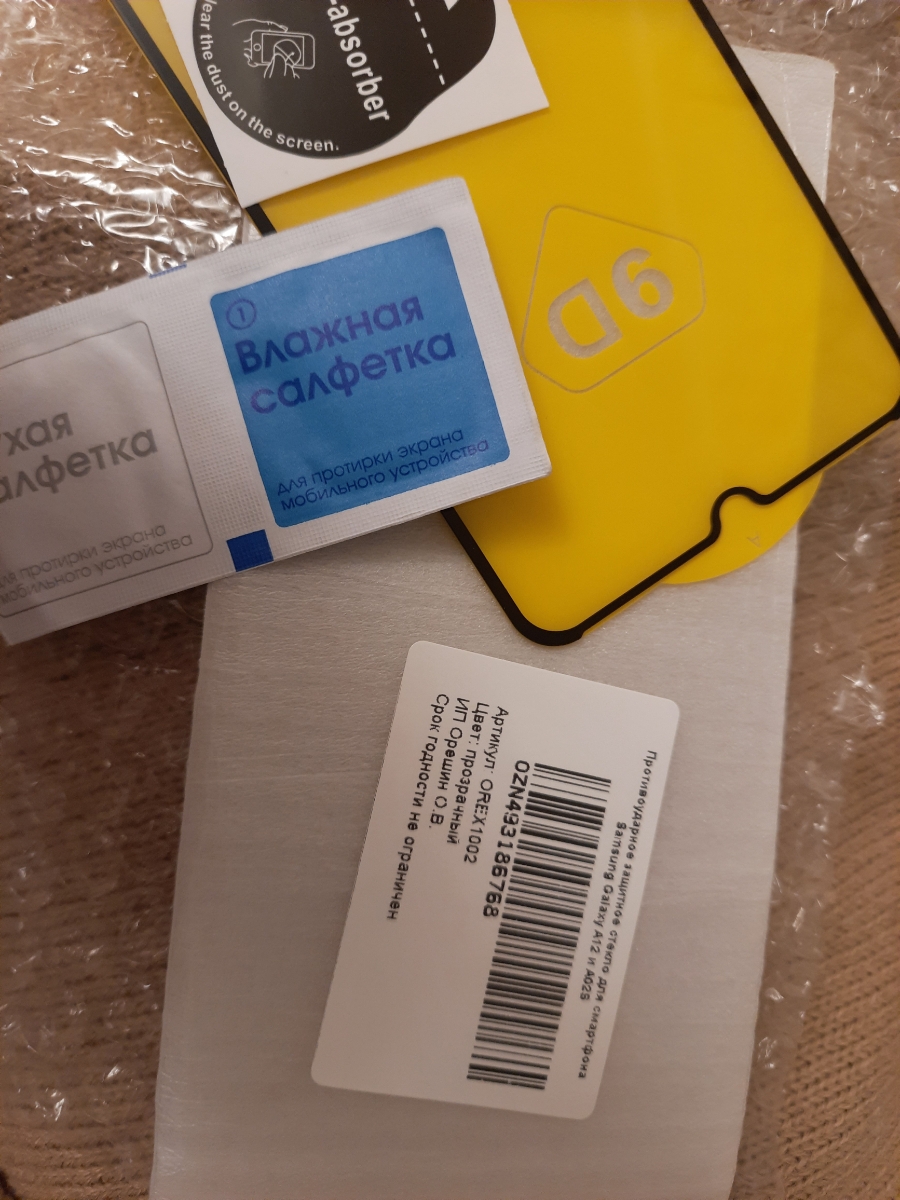 -absorber
lear the dust on the screen.
9D
1
Влажная
салфетка
для протирки экрана
мобильного устройства
ухая
алфетка
для протирки экрана
мобильного устройства
Противоударное защитное стекло для смартфона
Samsung Galaxy A12 и A02S
OZN493186768
Артикул: OREX1002
Цвет: прозрачный
ИП Орешин О.В.
Срок годности не ограничен